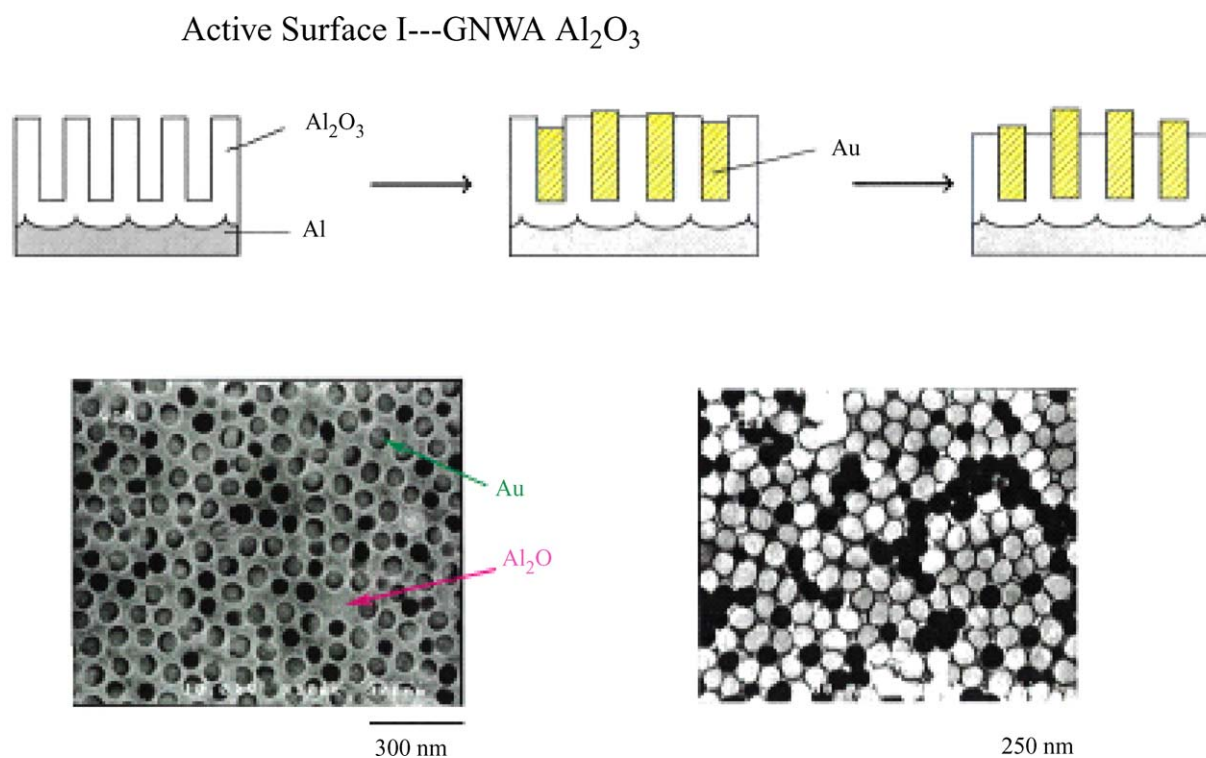 Active Surface I---GNWA Al₂O₃
Al₂O₃
Au
Al
Au
Al₂O
300 nm
250 nm